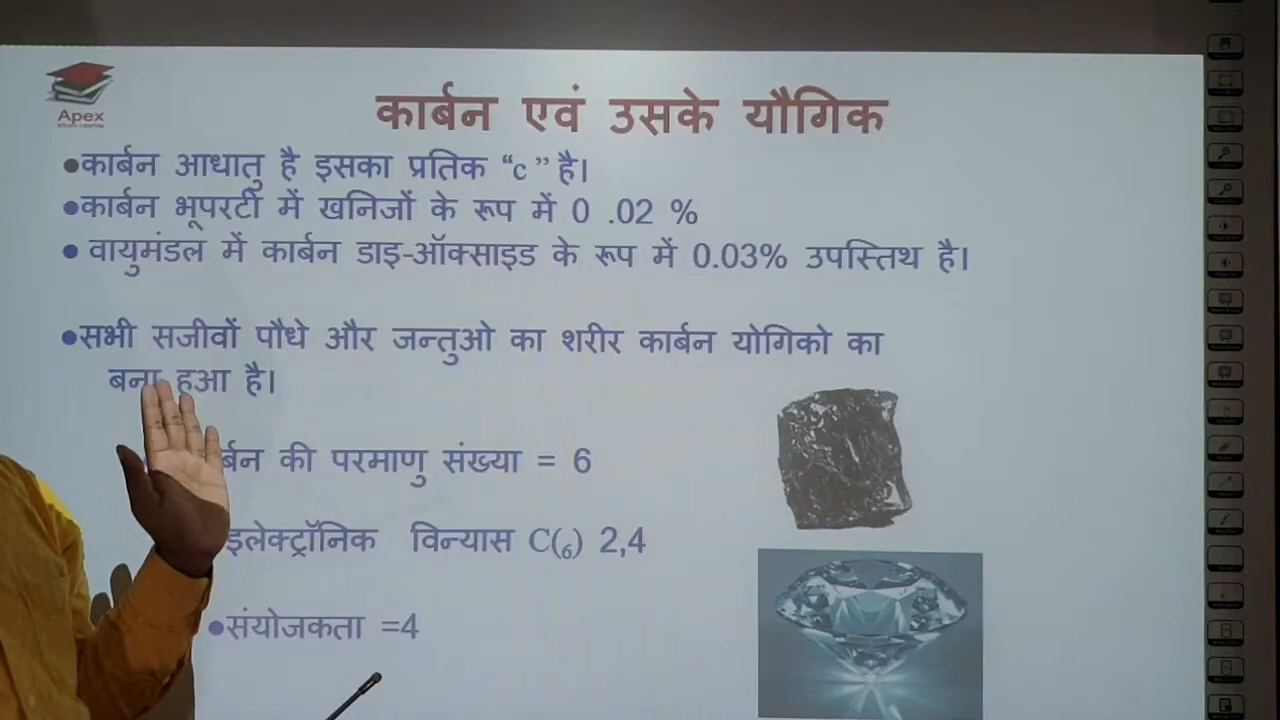 Apex
कार्बन एवं उसके यौगिक
•कार्बन आधातु है इसका प्रतिक “c ” है।
•कार्बन भूपरटी में खनिजों के रूप में 0 .02 %
• वायुमंडल में कार्बन डाइ-ऑक्साइड के रूप में 0.03% उपस्तिथ है।
•सभी सजीवों पौधे और जन्तुओ का शरीर कार्बन योगिको का
बना हुआ है।
र्बन की परमाणु संख्या = 6
इलेक्ट्रॉनिक विन्यास C(₆) 2,4
•संयोजकता =4